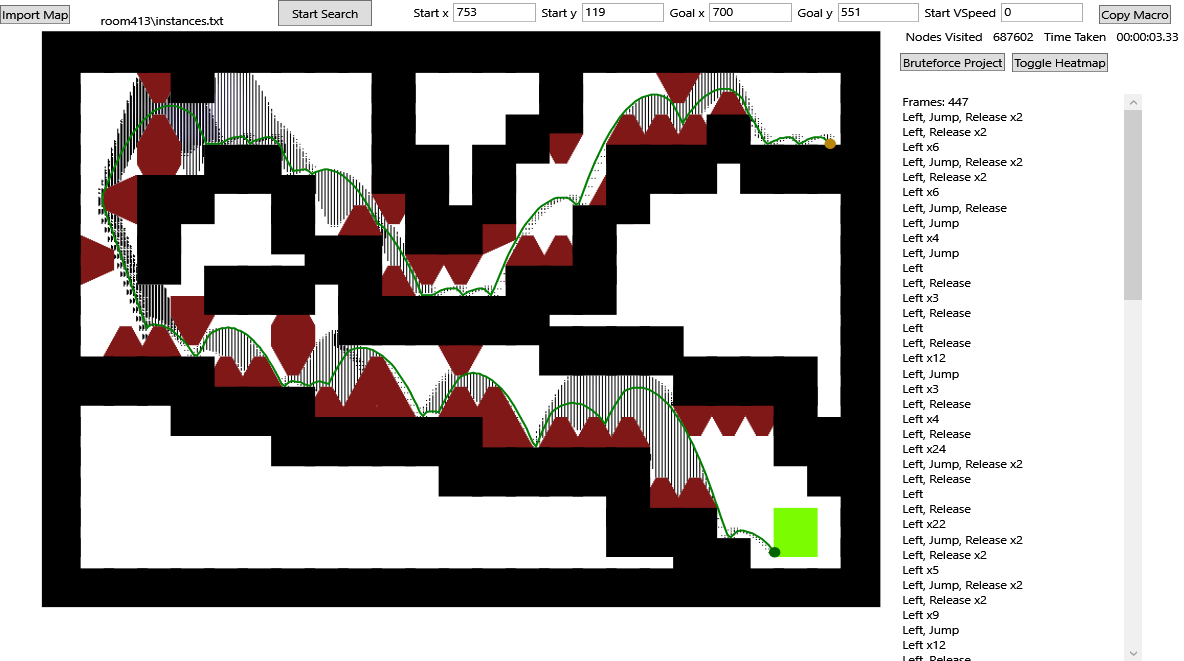 Import Map
room413\instances.txt
Start Search
Start x 753 Start y 119 Goal x 700 Goal y 551 Start VSpeed 0
Copy Macro
Nodes Visited 687602 Time Taken 00:00:03.33
Bruteforce Project Toggle Heatmap
Frames: 447
Left, Jump, Release x2
Left, Release x2
Left x6
Left, Jump, Release x2
Left, Release x2
Left x6
Left, Jump, Release
Left, Jump
Left x4
Left, Jump
Left
Left, Release
Left x3
Left, Release
Left
Left, Release
Left x12
Left, Jump
Left x3
Left, Release
Left x4
Left, Release
Left x24
Left, Jump, Release x2
Left, Release
Left
Left, Release
Left x22
Left, Jump, Release x2
Left, Release x2
Left x5
Left, Jump, Release x2
Left, Release x2
Left x9
Left, Jump
Left x12
Left, Release